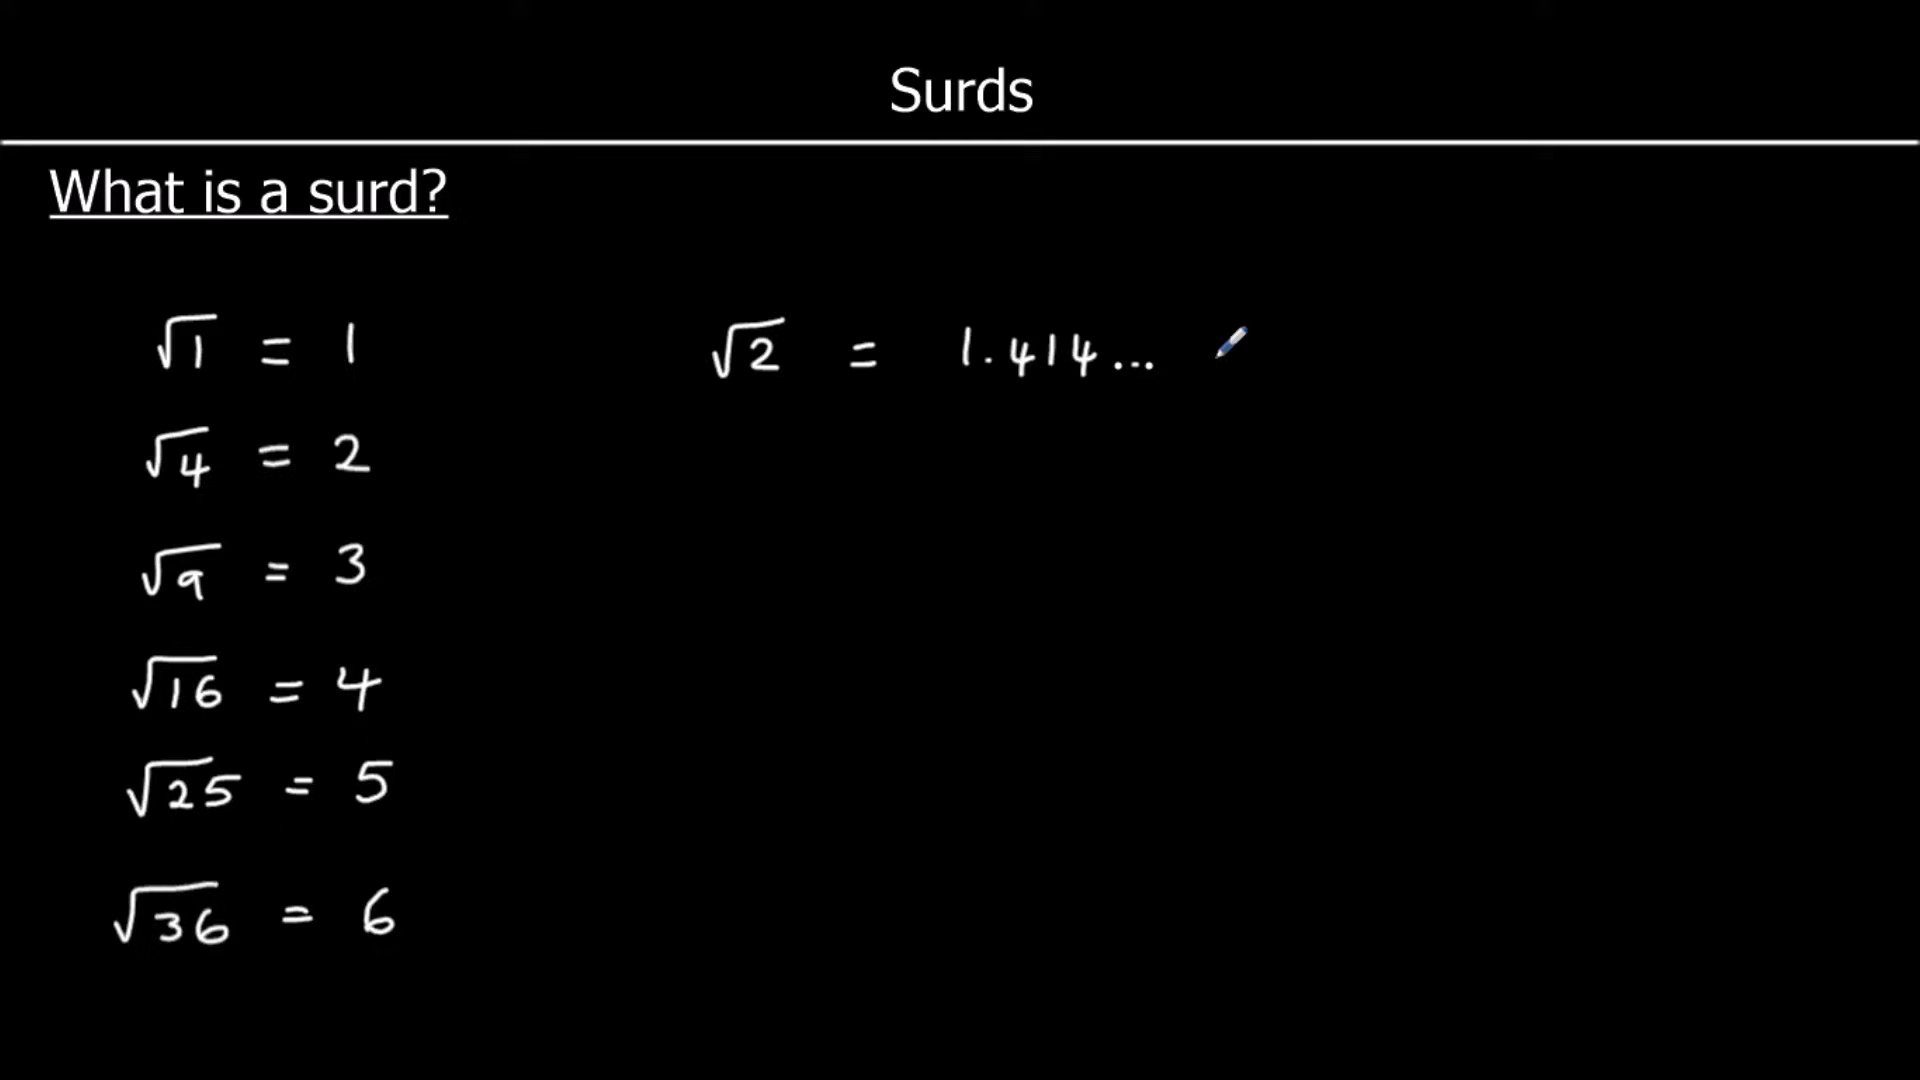 Surds
What is a surd?
√1 = 1
√2 = 1.414...
√4 = 2
√9 = 3
√16 = 4
√25 = 5
√36 = 6